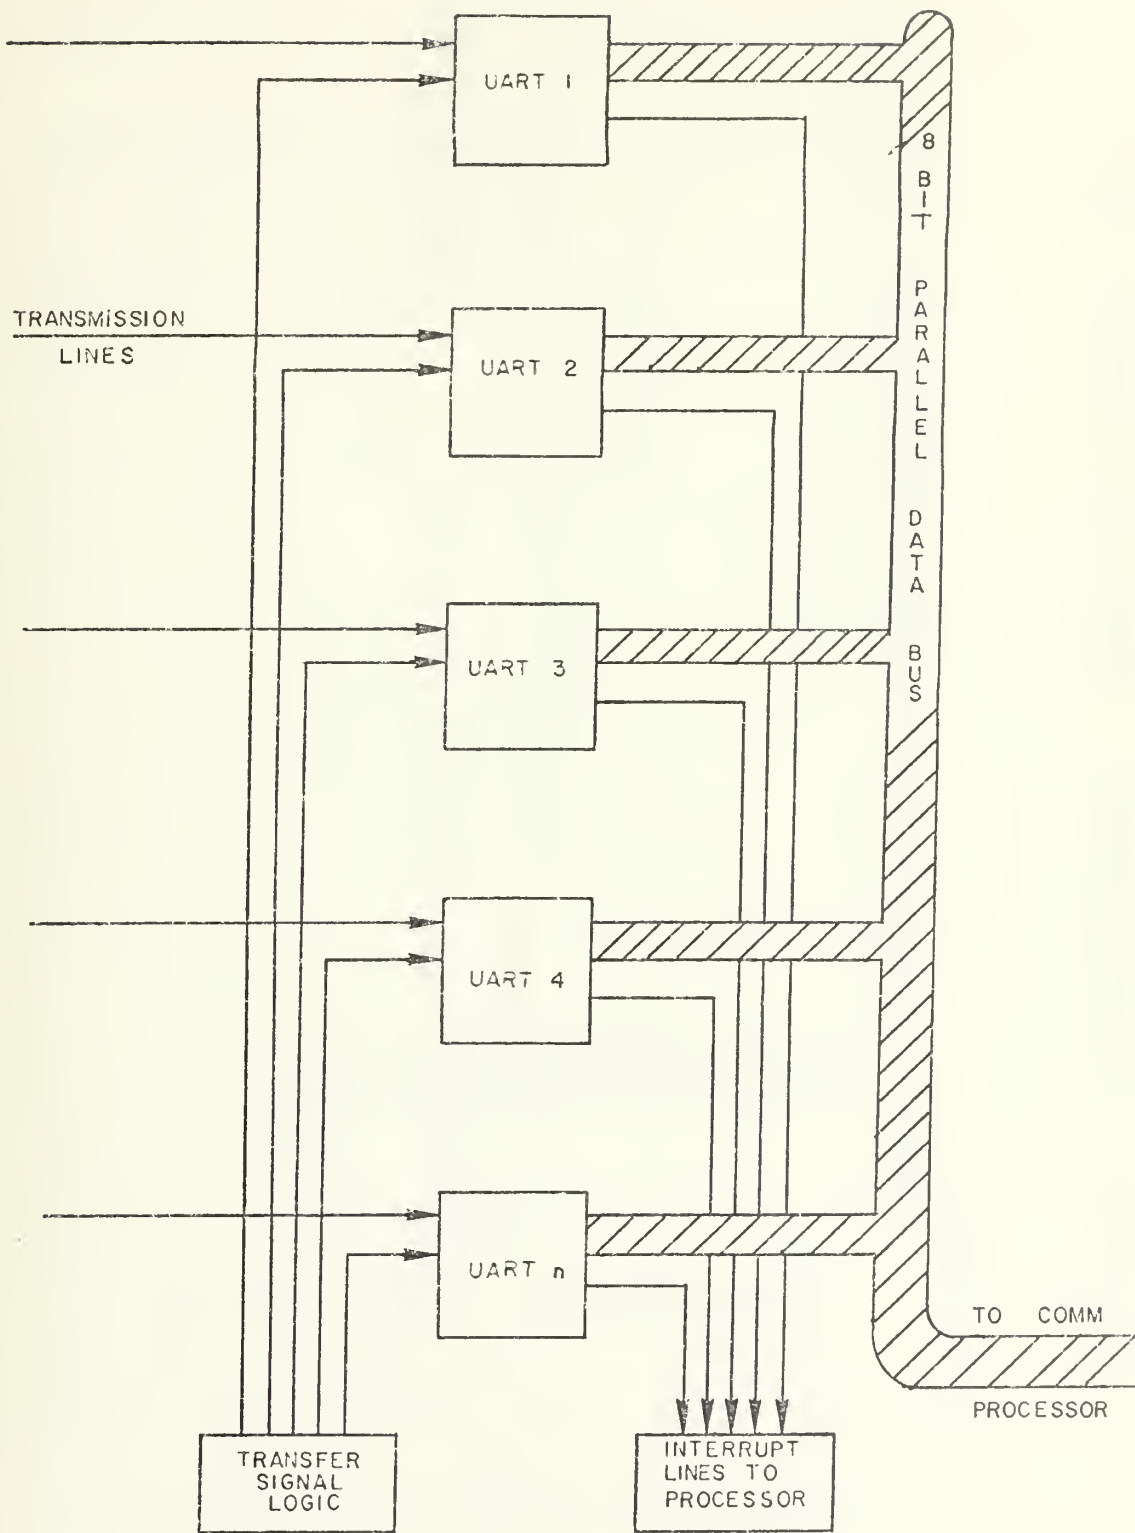 UART 1
8 BIT PARALLEL DATA BUS
TRANSMISSION
LINES
UART 2
UART 3
UART 4
UART n
TO COMM
PROCESSOR
TRANSFER
SIGNAL
LOGIC
INTERRUPT
LINES TO
PROCESSOR